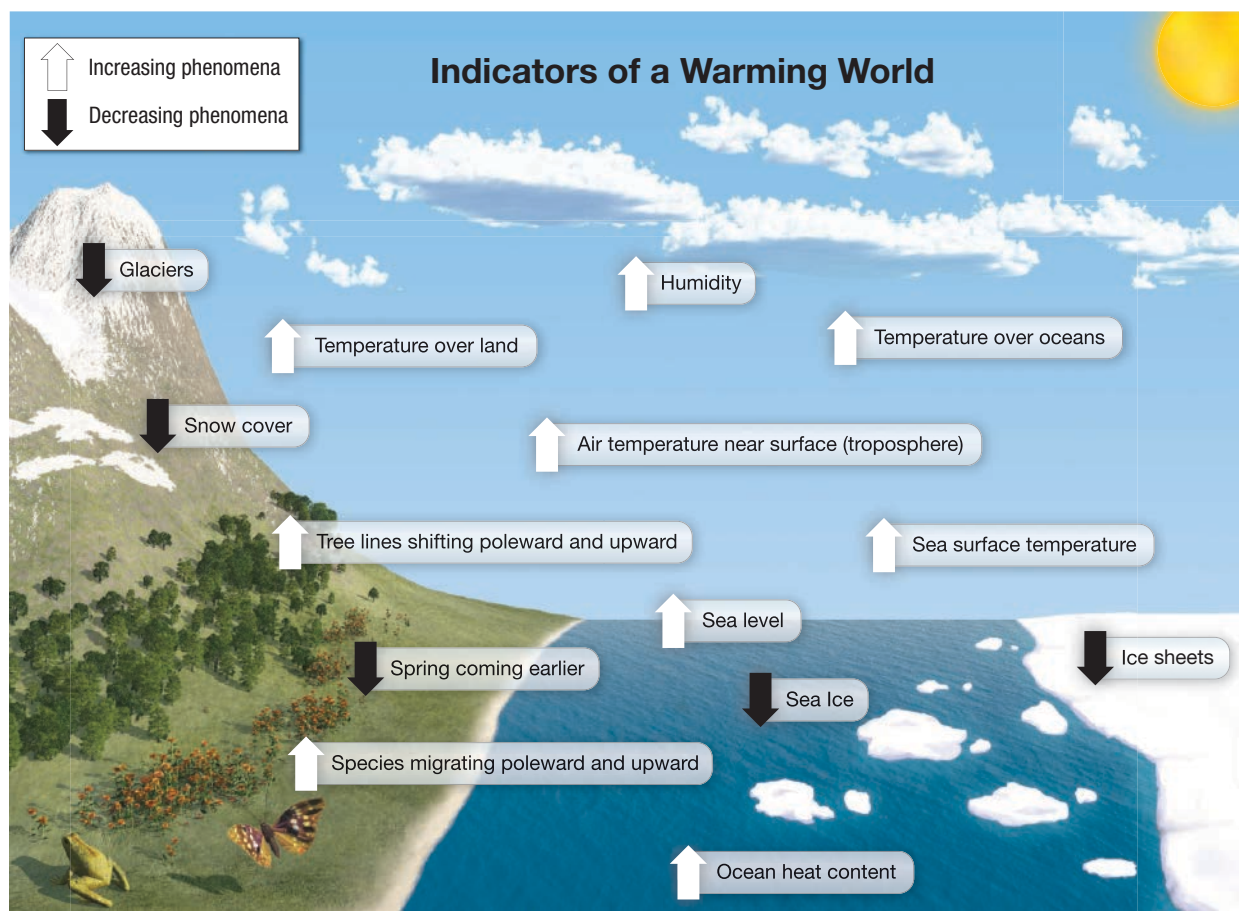 Indicators of a Warming World
Increasing phenomena
Decreasing phenomena
Glaciers
Humidity
Temperature over land
Temperature over oceans
Snow cover
Air temperature near surface (troposphere)
Tree lines shifting poleward and upward
Sea surface temperature
Sea level
Spring coming earlier
Ice sheets
Sea Ice
Species migrating poleward and upward
Ocean heat content